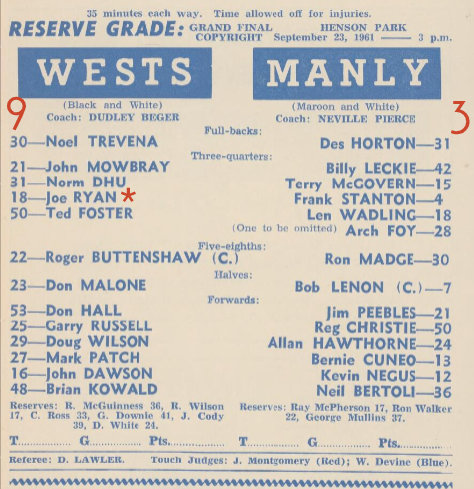 35 minutes each way. Time allowed off for injuries.
RESERVE GRADE: GRAND FINAL HENSON PARK
COPYRIGHT September 23, 1961 —— 3 p.m.
WESTS MANLY
9 3
(Black and White) (Maroon and White)
Coach: DUDLEY BEGER Coach: NEVILLE PIERCE
Full-backs:
30—Noel TREVENA Des HORTON—31
Three-quarters:
21—John MOWBRAY Billy LECKIE—42
31—Norm DHU Terry McGOVERN—15
18—Joe RYAN * Frank STANTON—4
50—Ted FOSTER Len WADLING—18
(One to be omitted) Arch FOY—28
Five-eighths:
22—Roger BUTTENSHAW (C.) Ron MADGE—30
Halves:
23—Don MALONE Bob LENON (C.)—7
Forwards:
53—Don HALL Jim PEEBLES—21
25—Garry RUSSELL Reg CHRISTIE—50
29—Doug WILSON Allan HAWTHORNE—24
27—Mark PATCH Bernie CUNEO—13
16—John DAWSON Kevin NEGUS—12
48—Brian KOWALD Neil BERTOLI—36
Reserves: R. McGuinness 36, R. Wilson Reserves: Ray McPherson 17, Ron Walker
17, C. Ross 33, G. Downie 41, J. Cody 22, George Mullins 37.
39, D. White 24.
T............ G............ Pts............ T............ G............ Pts............
Referee: D. LAWLER. Touch Judges: J. Montgomery (Red); W. Devine (Blue).